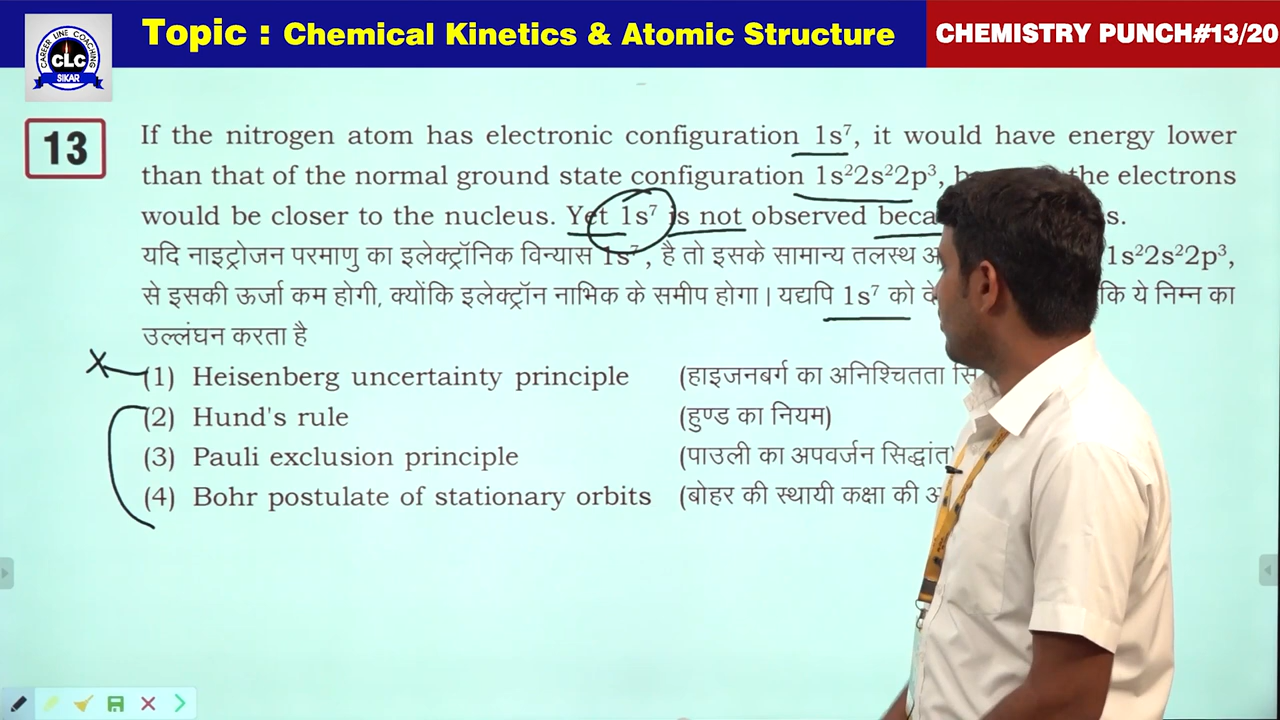 CAREER LINE COACHING
CLC
SIKAR
Topic : Chemical Kinetics & Atomic Structure
CHEMISTRY PUNCH#13/20
13
If the nitrogen atom has electronic configuration 1s⁷, it would have energy lower
than that of the normal ground state configuration 1s²2s²2p³, the electrons
would be closer to the nucleus. Yet 1s⁷ is not observed
यदि नाइट्रोजन परमाणु का इलेक्ट्रॉनिक विन्यास 1s⁷, है तो इसके सामान्य तलस्थ 1s²2s²2p³,
से इसकी ऊर्जा कम होगी, क्योंकि इलेक्ट्रॉन नाभिक के समीप होगा। यद्यपि 1s⁷ को कि ये निम्न का
उल्लंघन करता है
(1) Heisenberg uncertainty principle (हाइजनबर्ग का अनिश्चितता
(2) Hund's rule (हुण्ड का नियम)
(3) Pauli exclusion principle (पाउली का अपवर्जन सिद्धांत)
(4) Bohr postulate of stationary orbits (बोहर की स्थायी कक्षा की